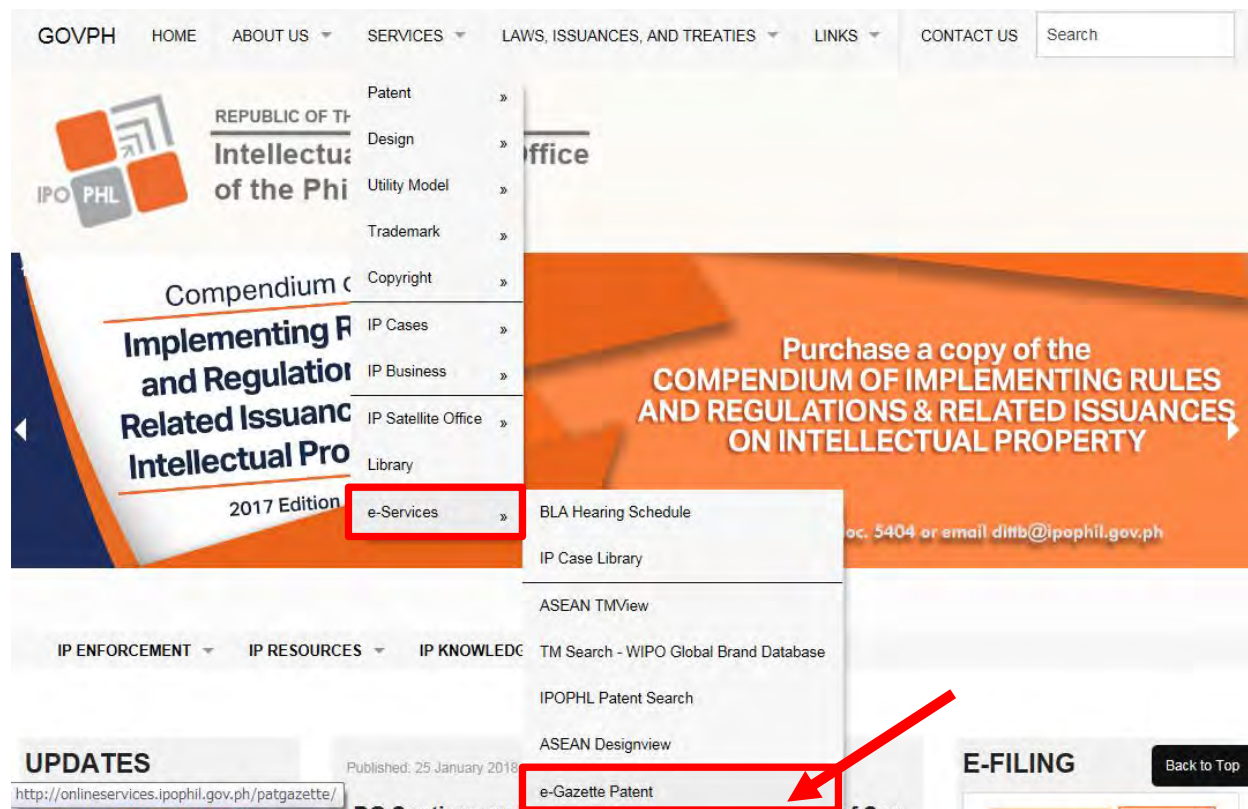 GOVPH HOME ABOUT US SERVICES LAWS, ISSUANCES, AND TREATIES LINKS CONTACT US Search
Patent »
Design »
Utility Model »
Trademark »
Copyright »
IP Cases »
IP Business »
IP Satellite Office »
Library
e-Services »
BLA Hearing Schedule
IP Case Library
ASEAN TMView
TM Search - WIPO Global Brand Database
IPOPHL Patent Search
ASEAN Designview
e-Gazette Patent
IPO PHL
REPUBLIC OF TH
Intellectua ffice
of the Phi
Compendium
Implementing R
and Regulation
Related Issuanc
Intellectual Pro
2017 Edition
Purchase a copy of the
COMPENDIUM OF IMPLEMENTING RULES
AND REGULATIONS & RELATED ISSUANCES
ON INTELLECTUAL PROPERTY
loc. 5404 or email dittb@ipophil.gov.ph
IP ENFORCEMENT IP RESOURCES IP KNOWLEDG
UPDATES
Published: 25 January 2018
E-FILING
Back to Top
http://onlineservices.ipophil.gov.ph/patgazette/